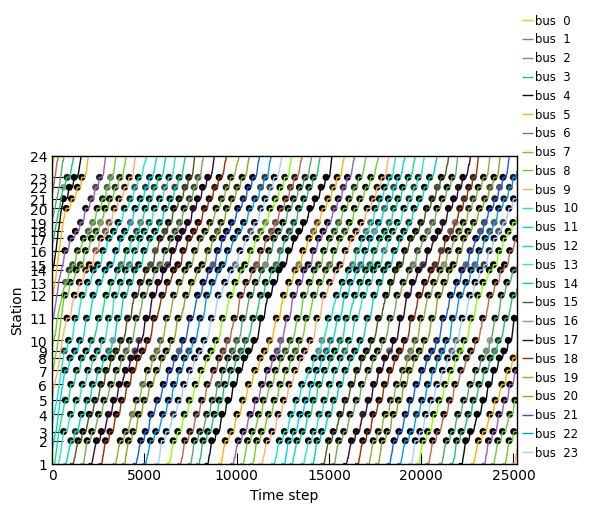 bus 0
bus 1
bus 2
bus 3
bus 4
bus 5
bus 6
bus 7
bus 8
bus 9
bus 10
bus 11
bus 12
bus 13
bus 14
bus 15
bus 16
bus 17
bus 18
bus 19
bus 20
bus 21
bus 22
bus 23
Station
24
23
22
21
20
19
18
17
16
15
13
12
11
10
9
8
7
6
5
4
3
2
1
0
5000
10000
15000
20000
25000
Time step